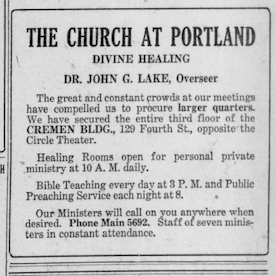 THE CHURCH AT PORTLAND
DIVINE HEALING
DR. JOHN G. LAKE, Overseer
The great and constant crowds at our meetings
have compelled us to procure larger quarters.
We have secured the entire third floor of the
CREMEN BLDG., 129 Fourth St., opposite the
Circle Theater.
Healing Rooms open for personal private
ministry at 10 A. M. daily.
Bible Teaching every day at 3 P. M. and Public
Preaching Service each night at 8.
Our Ministers will call on you anywhere when
desired. Phone Main 5692. Staff of seven minis-
ters in constant attendance.